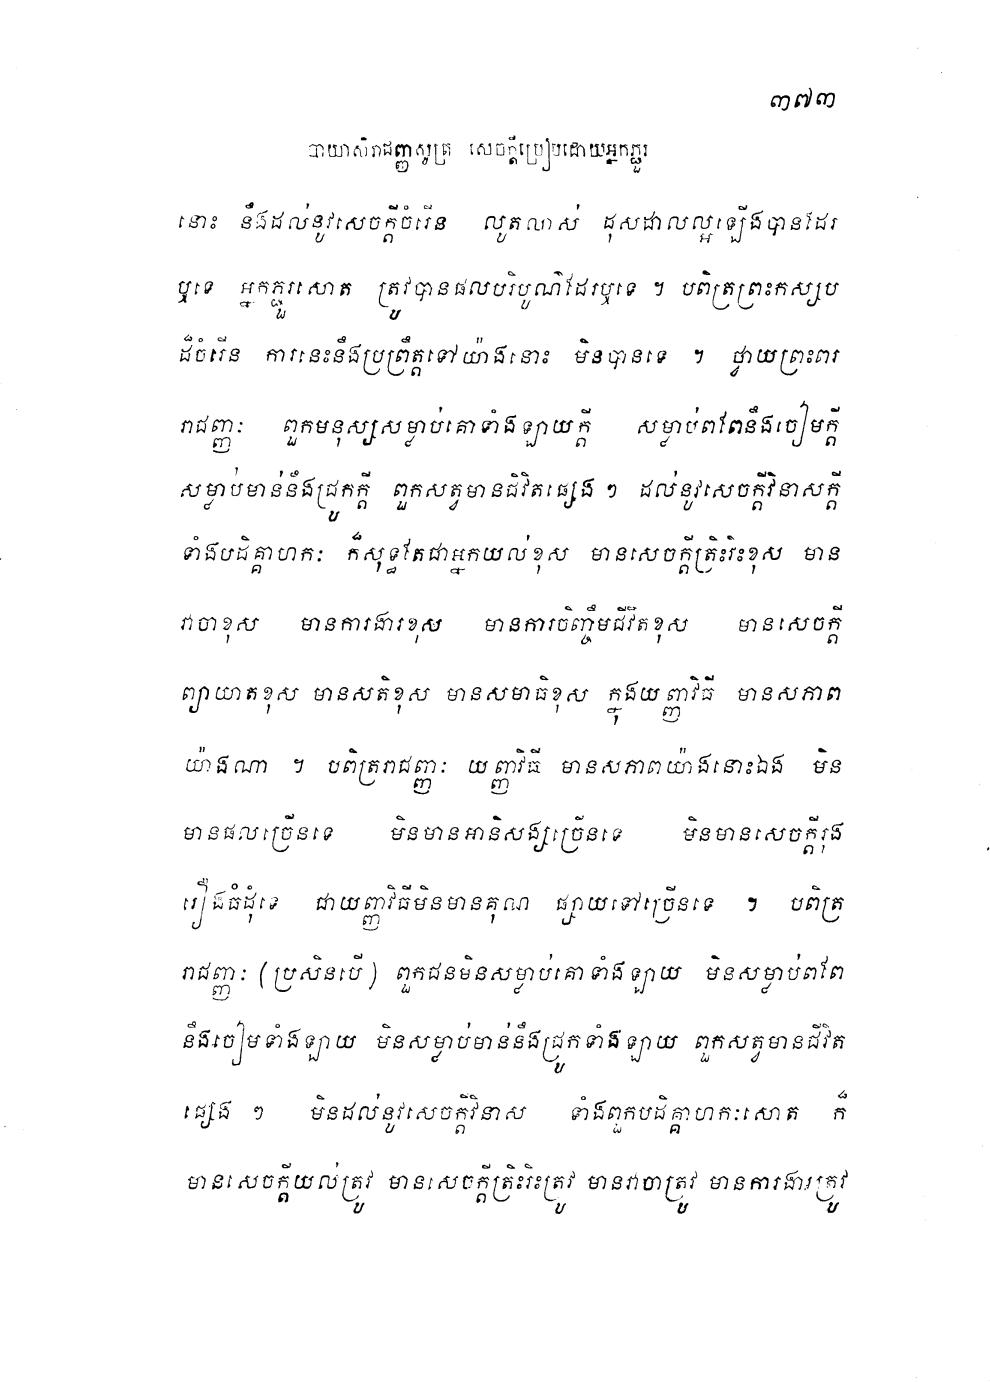 ៣៧៣
បាយាសិរាជញ្ញសូត្រ សេចក្តីប្រៀបដោយអ្នកភ្ជួរ
នោះ នឹងដល់នូវសេចក្តីចំរើន លូតលាស់ ដុសដាលល្អឡើងបានដែរ
ឬទេ អ្នកភ្ជួរសោត ត្រូវបានផលបរិបូណ៌ដែរឬទេ ។ បពិត្រព្រះកស្សប
ដ៏ចំរើន ការនេះនឹងប្រព្រឹត្តទៅយ៉ាងនោះ មិនបានទេ ។ ថ្វាយព្រះពរ
រាជញ្ញៈ ពួកមនុស្សសម្លាប់គោទាំងឡាយក្តី សម្លាប់ពពែនឹងចៀមក្តី
សម្លាប់មាន់នឹងជ្រូកក្តី ពួកសត្វមានជិវិតផ្សេង ៗ ដល់នូវសេចក្តីវិនាសក្តី
ទាំងបដិគ្គាហកៈ ក៏សុទ្ធតែជាអ្នកយល់ខុស មានសេចក្តីត្រិះរិះខុស មាន
វាចាខុស មានការងារខុស មានការចិញ្ចឹមជីវិតខុស មានសេចក្តី
ព្យាយាតខុស មានសតិខុស មានសមាធិខុស ក្នុងយញ្ញវិធី មានសភាព
យ៉ាងណា ។ បពិត្ររាជញ្ញៈ យញ្ញវិធី មានសភាពយ៉ាងនោះឯង មិន
មានផលច្រើនទេ មិនមានអានិសង្សច្រើនទេ មិនមានសេចក្តីរុង
រឿងធំដុំទេ ជាយញ្ញវិធីមិនមានគុណ ផ្សាយទៅច្រើនទេ ។ បពិត្រ
រាជញ្ញៈ (ប្រសិនបើ) ពួកជនមិនសម្លាប់គោទាំងឡាយ មិនសម្លាប់ពពែ
នឹងចៀមទាំងឡាយ មិនសម្លាប់មាន់នឹងជ្រូកទាំងឡាយ ពួកសត្វមានជីវិត
ផ្សេង ៗ មិនដល់នូវសេចក្តីវិនាស ទាំងពួកបដិគ្គាហកៈសោត ក៏
មានសេចក្តីយល់ត្រូវ មានសេចក្តីត្រិះរិះត្រូវ មានវាចាត្រូវ មានការងារត្រូវ